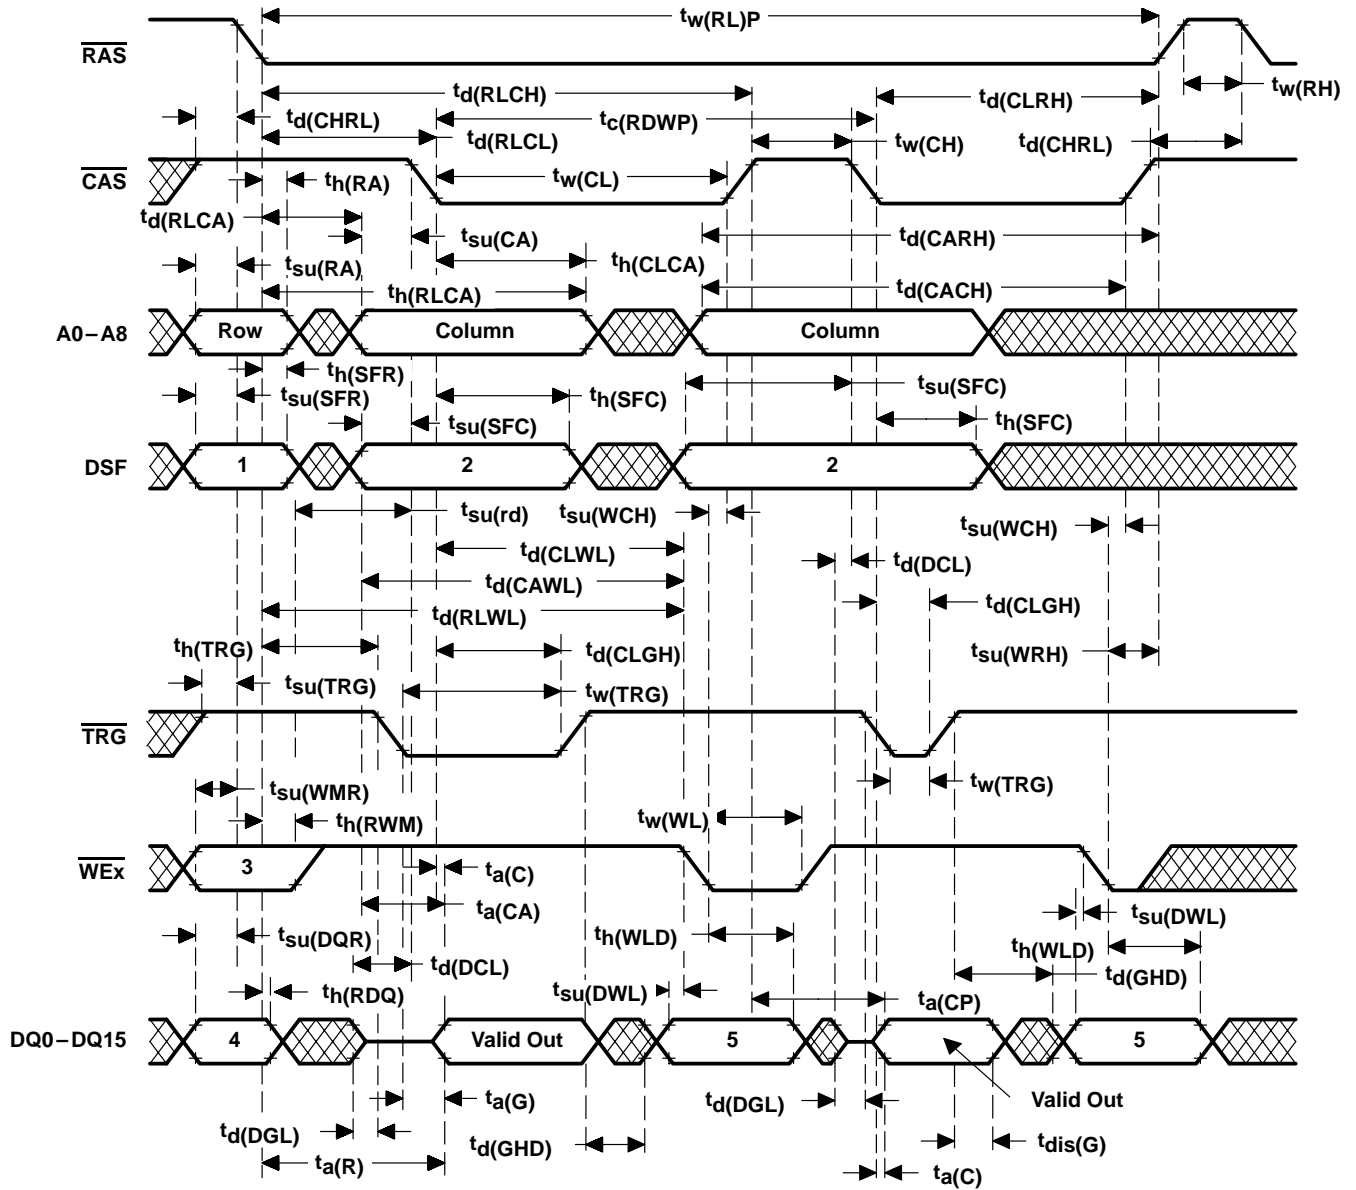 tw(RL)P
RAS
td(RLCH)
td(CLRH)
tw(RH)
td(CHRL)
tc(RDWP)
td(RLCL)
tw(CH)
td(CHRL)
CAS
th(RA)
tw(CL)
td(RLCA)
tsu(CA)
td(CARH)
tsu(RA)
th(CLCA)
th(RLCA)
td(CACH)
A0–A8
Row
Column
Column
th(SFR)
tsu(SFR)
th(SFC)
tsu(SFC)
tsu(SFC)
th(SFC)
DSF
1
2
2
tsu(rd)
tsu(WCH)
tsu(WCH)
td(CLWL)
td(DCL)
td(CAWL)
td(RLWL)
td(CLGH)
th(TRG)
td(CLGH)
tsu(WRH)
tsu(TRG)
tw(TRG)
TRG
tsu(WMR)
tw(TRG)
th(RWM)
tw(WL)
WEx
3
ta(C)
ta(CA)
tsu(DWL)
tsu(DQR)
th(WLD)
th(WLD)
td(DCL)
td(GHD)
th(RDQ)
tsu(DWL)
ta(CP)
DQ0–DQ15
4
Valid Out
5
5
ta(G)
td(DGL)
Valid Out
td(DGL)
td(GHD)
tdis(G)
ta(R)
ta(C)